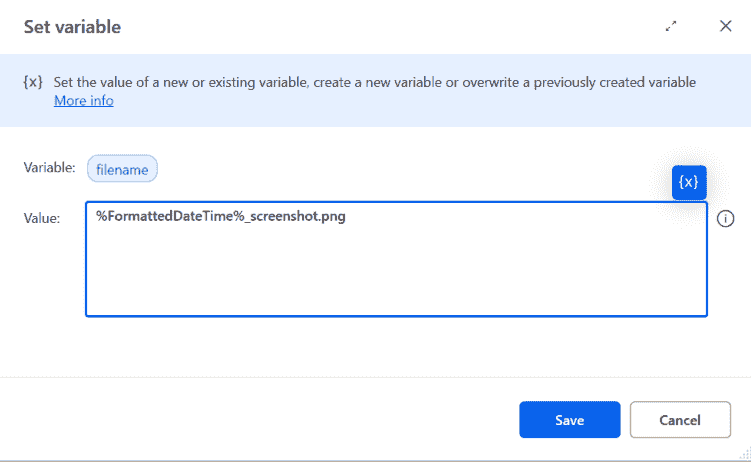 Set variable
{x} Set the value of a new or existing variable, create a new variable or overwrite a previously created variable
More info
Variable: filename
{x}
Value: %FormattedDateTime%_screenshot.png
Save Cancel